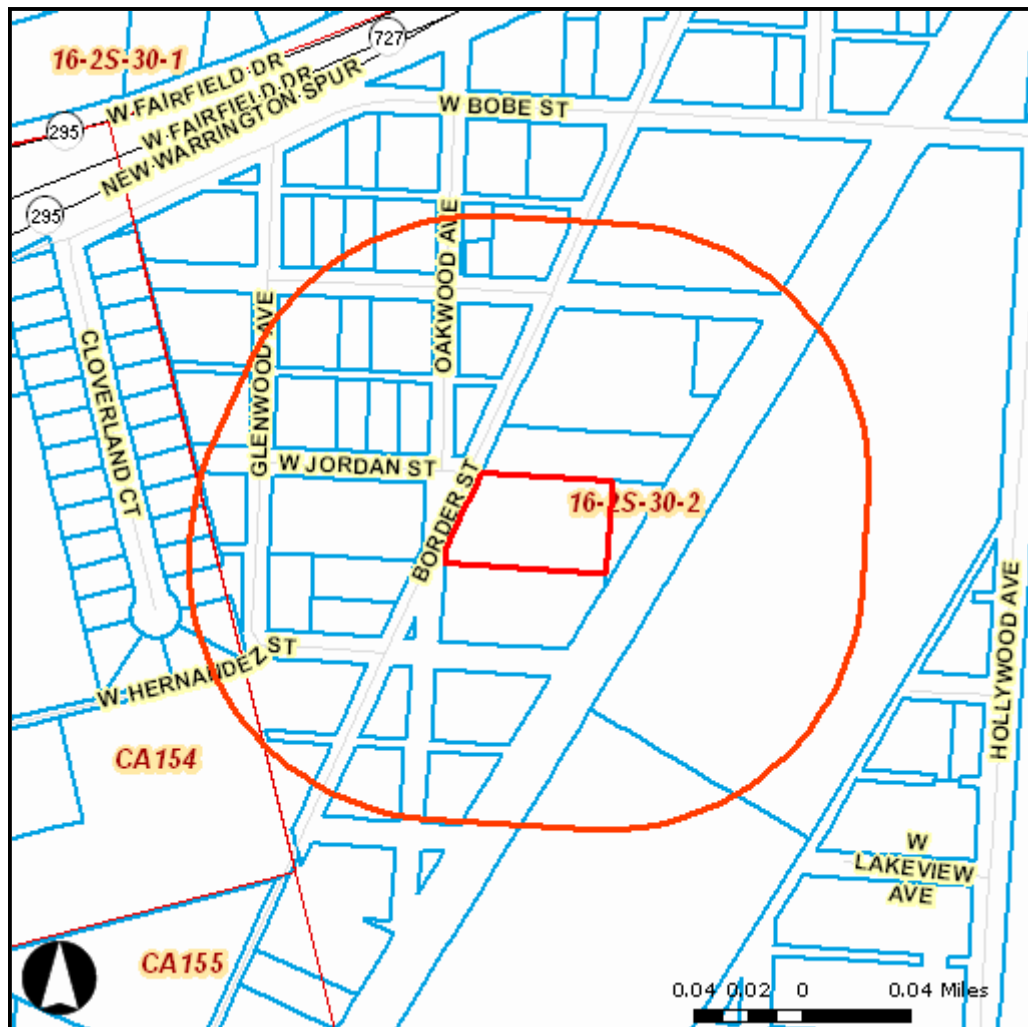 16-2S-30-1
727
W FAIRFIELD DR
295
W FAIRFIELD DR
NEW WARRINGTON SPUR
W BOBE ST
295
OAKWOOD AVE
GLENWOOD AVE
CLOVERLAND CT
W JORDAN ST
BORDER ST
16-2S-30-2
HOLLYWOOD AVE
W HERNANDEZ ST
CA154
W
LAKEVIEW
AVE
CA155
0.04 0.02 0 0.04 Miles